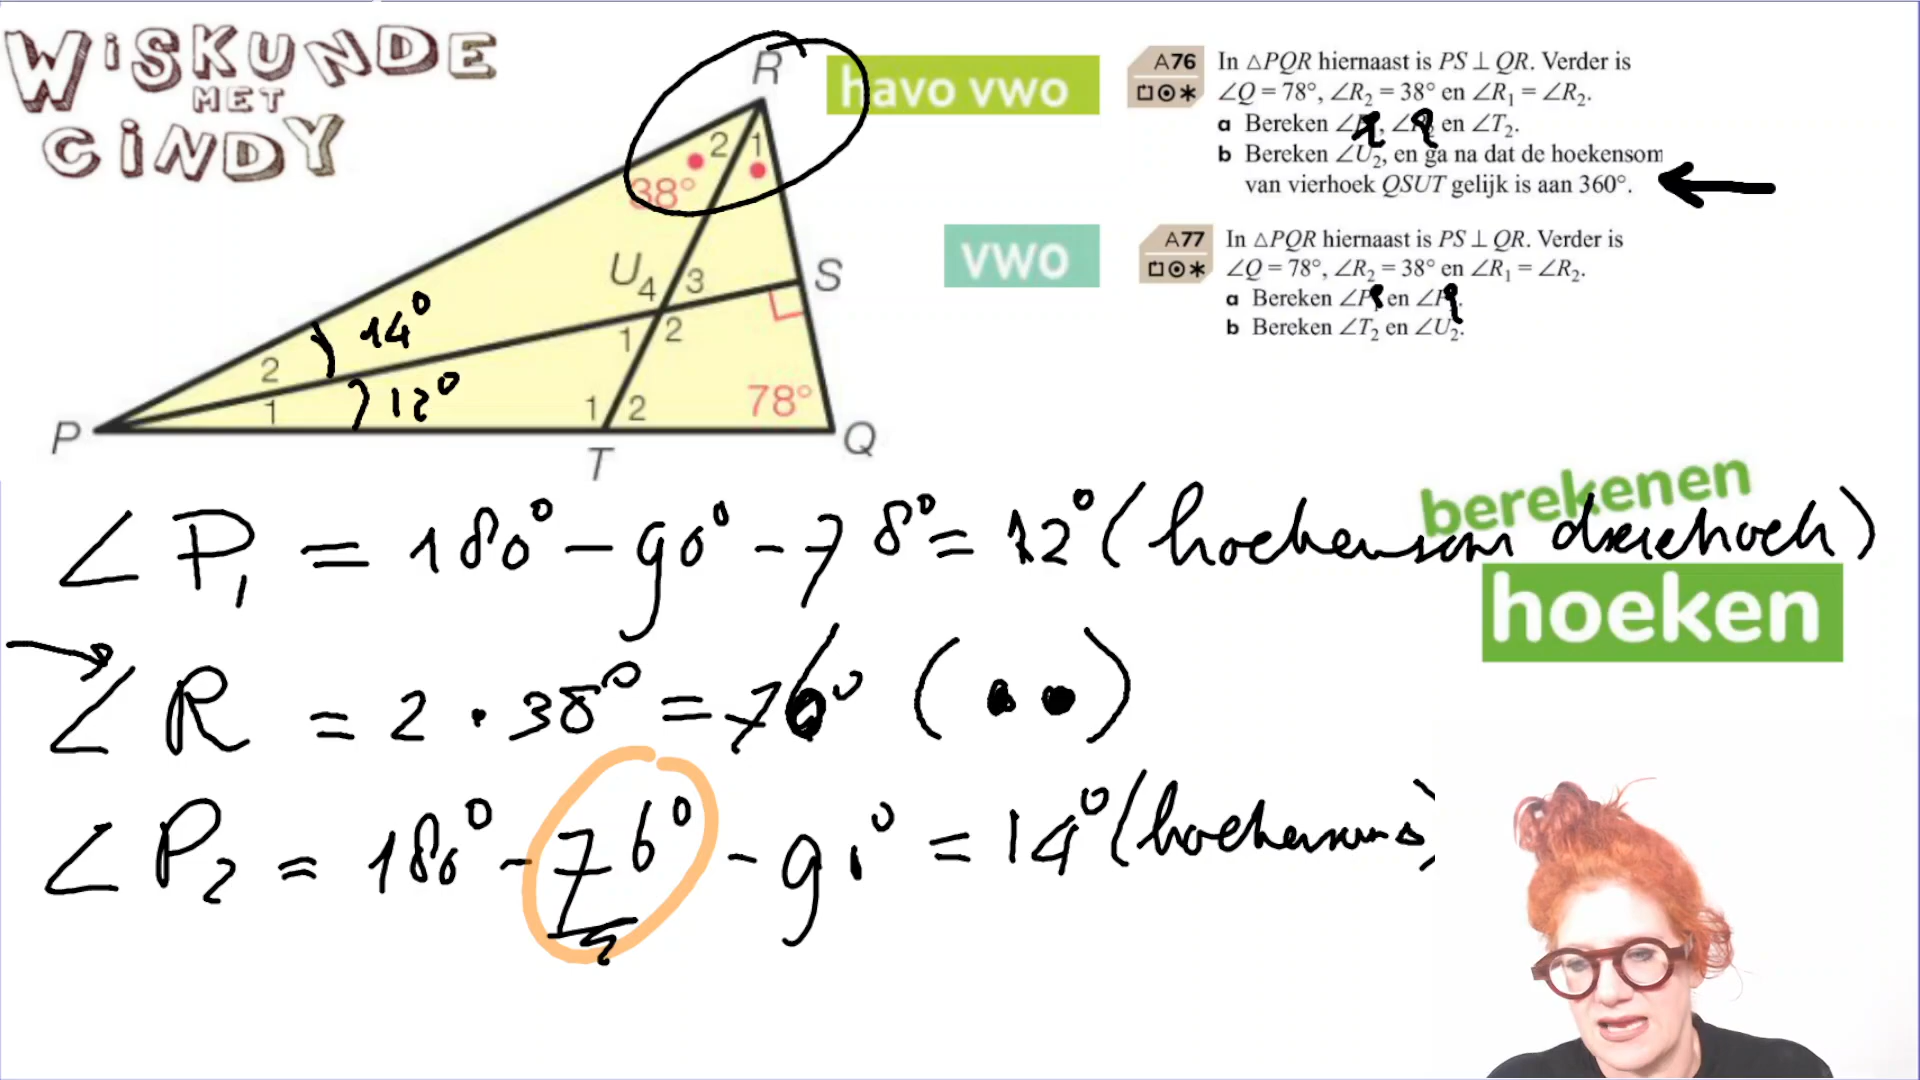 WiSKUNDE
MET
CiNDY
havo vwo
A76
In △PQR hiernaast is PS ⊥ QR. Verder is
∠Q = 78°, ∠R₂ = 38° en ∠R₁ = ∠R₂.
a Bereken ∠P₁, ∠P₂ en ∠T₂.
b Bereken ∠U₂, en ga na dat de hoekensom
van vierhoek QSUT gelijk is aan 360°.
vwo
A77
In △PQR hiernaast is PS ⊥ QR. Verder is
∠Q = 78°, ∠R₂ = 38° en ∠R₁ = ∠R₂.
a Bereken ∠P₁ en ∠P₂.
b Bereken ∠T₂ en ∠U₂.
R
2 1
38°
U 4 3
S
14°
1 2
2
12°
1
1 2
78°
P
Q
T
berekenen
hoeken
∠P₁ = 180° - 90° - 78° = 12° (hoekensom driehoek)
∠R = 2 · 38° = 76° (• •)
∠P₂ = 180° - 76° - 90° = 14° (hoekensom △)